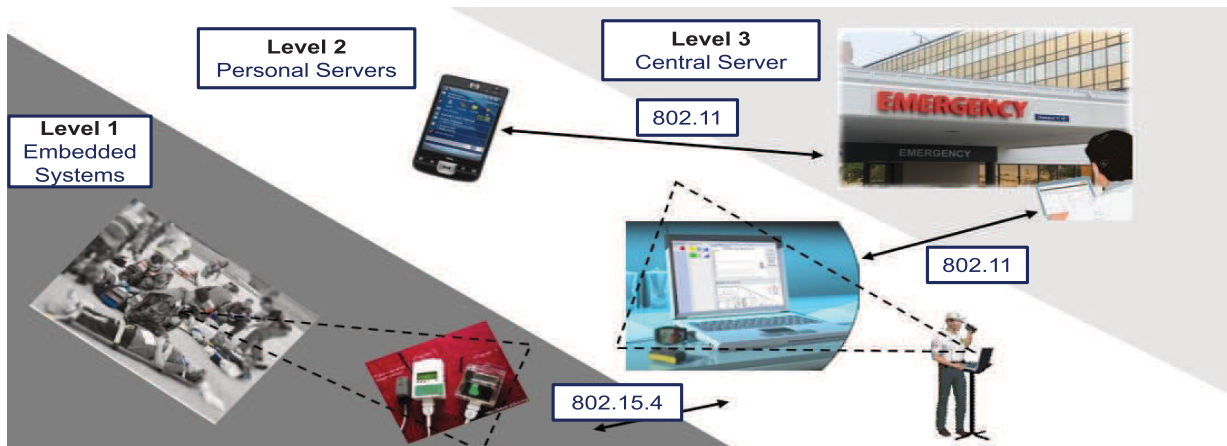 Level 1
Embedded
Systems
Level 2
Personal Servers
Level 3
Central Server
802.11
EMERGENCY
EMERGENCY
802.11
802.15.4